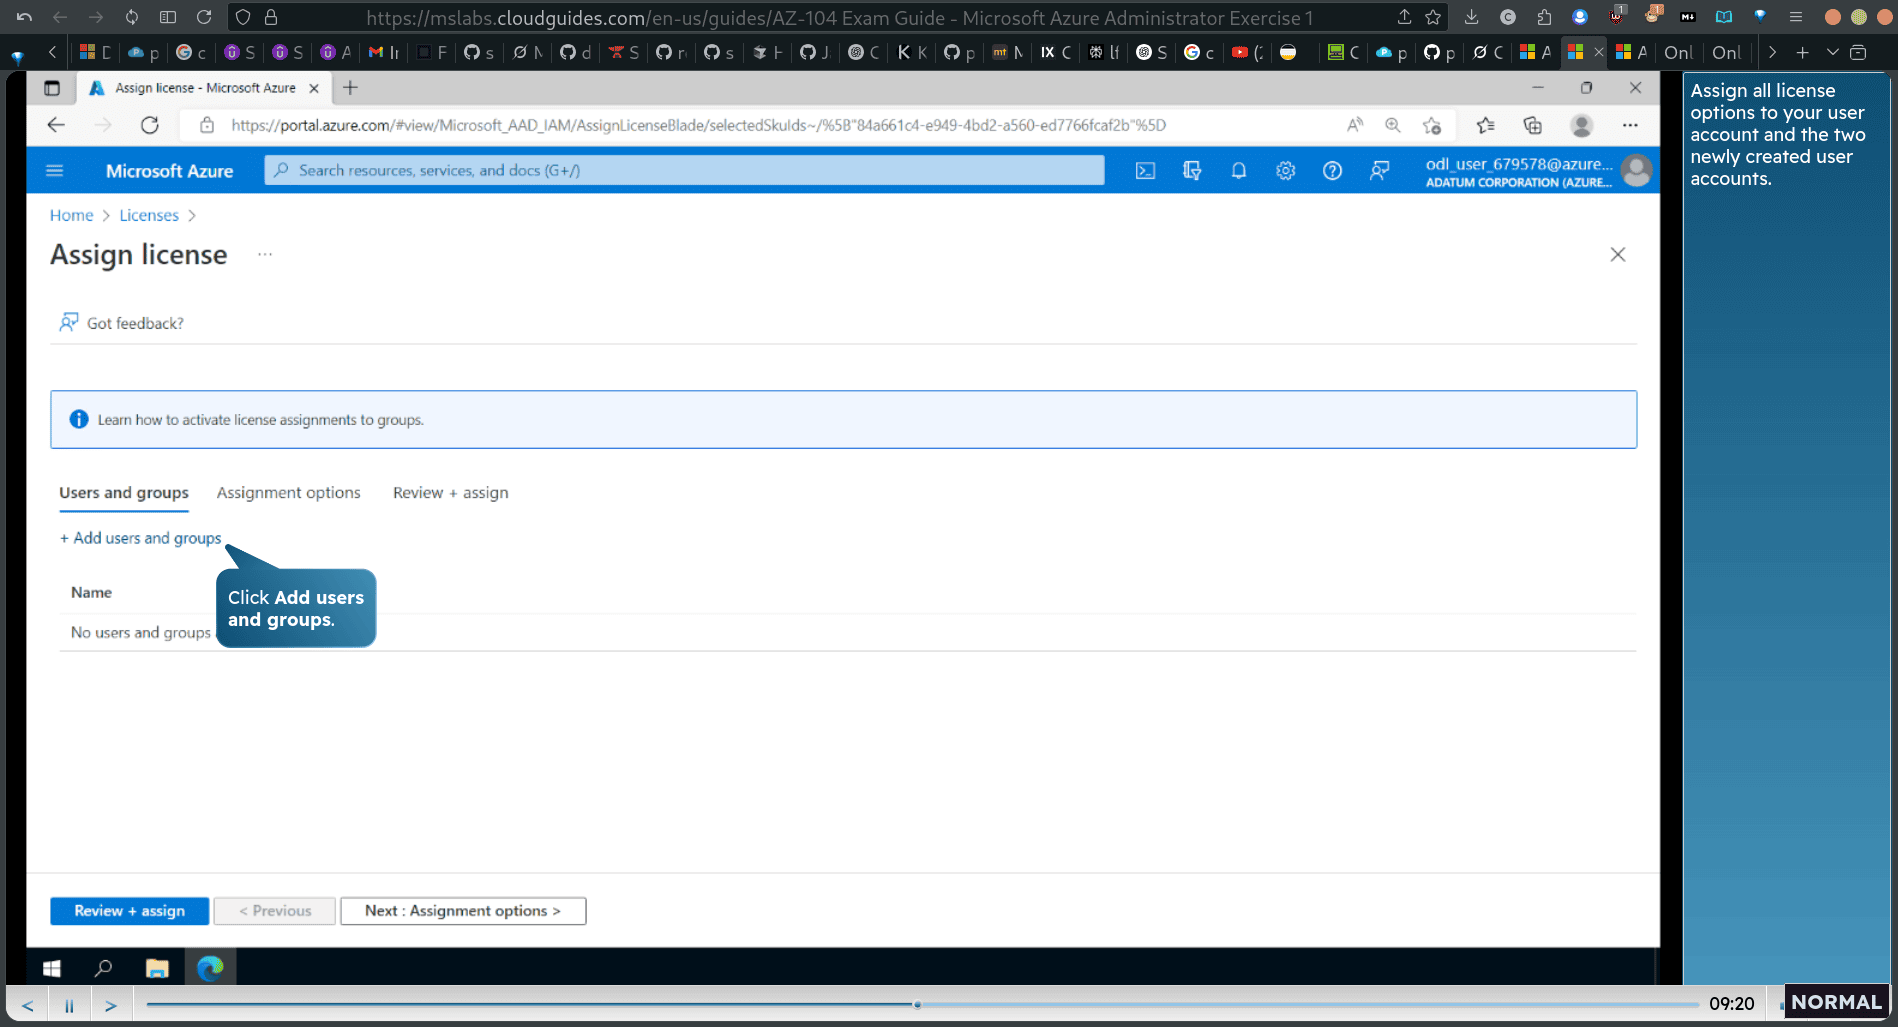 https://mslabs.cloudguides.com/en-us/guides/AZ-104 Exam Guide - Microsoft Azure Administrator Exercise 1
Assign license - Microsoft Azure
https://portal.azure.com/#view/Microsoft_AAD_IAM/AssignLicenseBlade/selectedSkuIds~/%5B"84a661c4-e949-4bd2-a560-ed7766fcaf2b"%5D
Microsoft Azure
Search resources, services, and docs (G+/)
odl_user_679578@azure...
ADATUM CORPORATION (AZURE...
Home > Licenses >
Assign license ...
Got feedback?
Learn how to activate license assignments to groups.
Users and groups
Assignment options
Review + assign
+ Add users and groups
Name
No users and groups
Click Add users
and groups.
Review + assign
< Previous
Next : Assignment options >
Assign all license
options to your user
account and the two
newly created user
accounts.
09:20
NORMAL